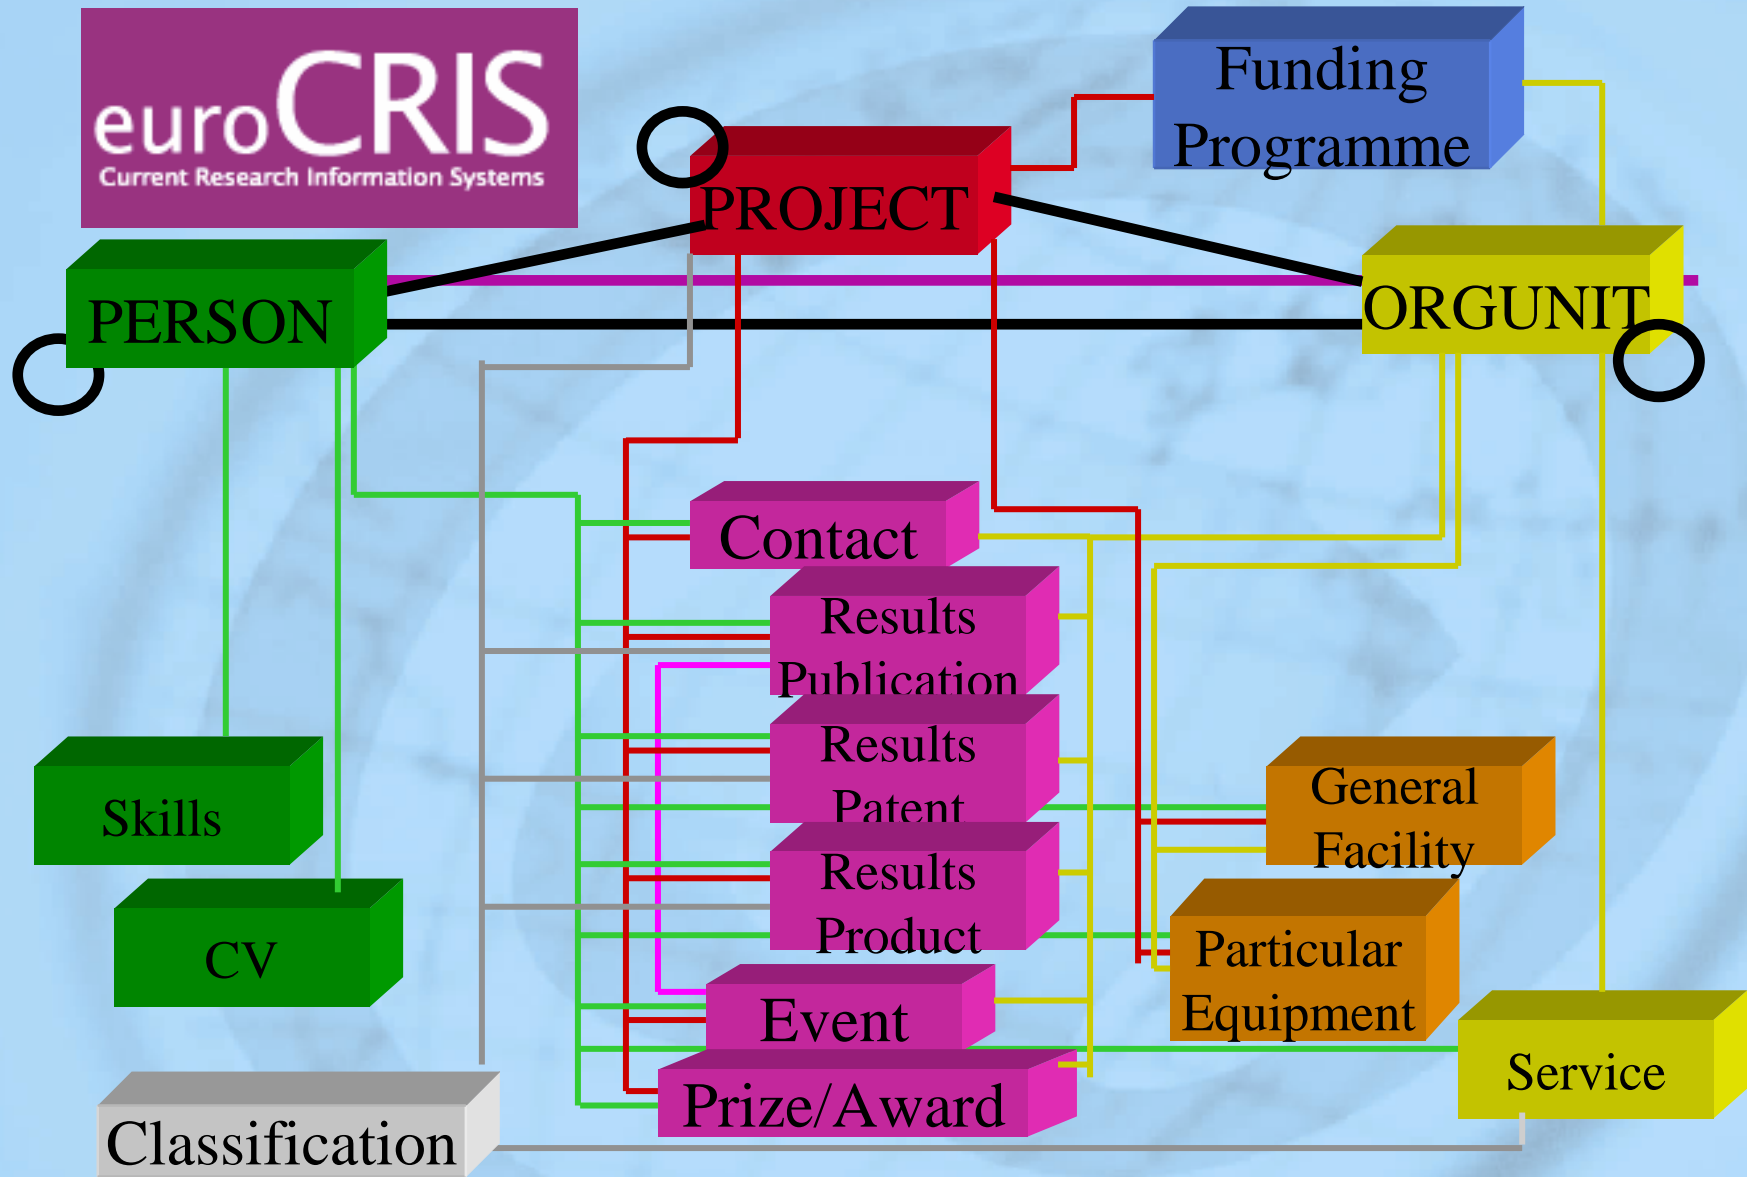 euroCRIS
Current Research Information Systems
Funding
Programme
PROJECT
PERSON
ORGUNIT
Contact
Results
Publication
Results
Patent
Results
Product
General
Facility
Skills
CV
Particular
Equipment
Event
Service
Prize/Award
Classification